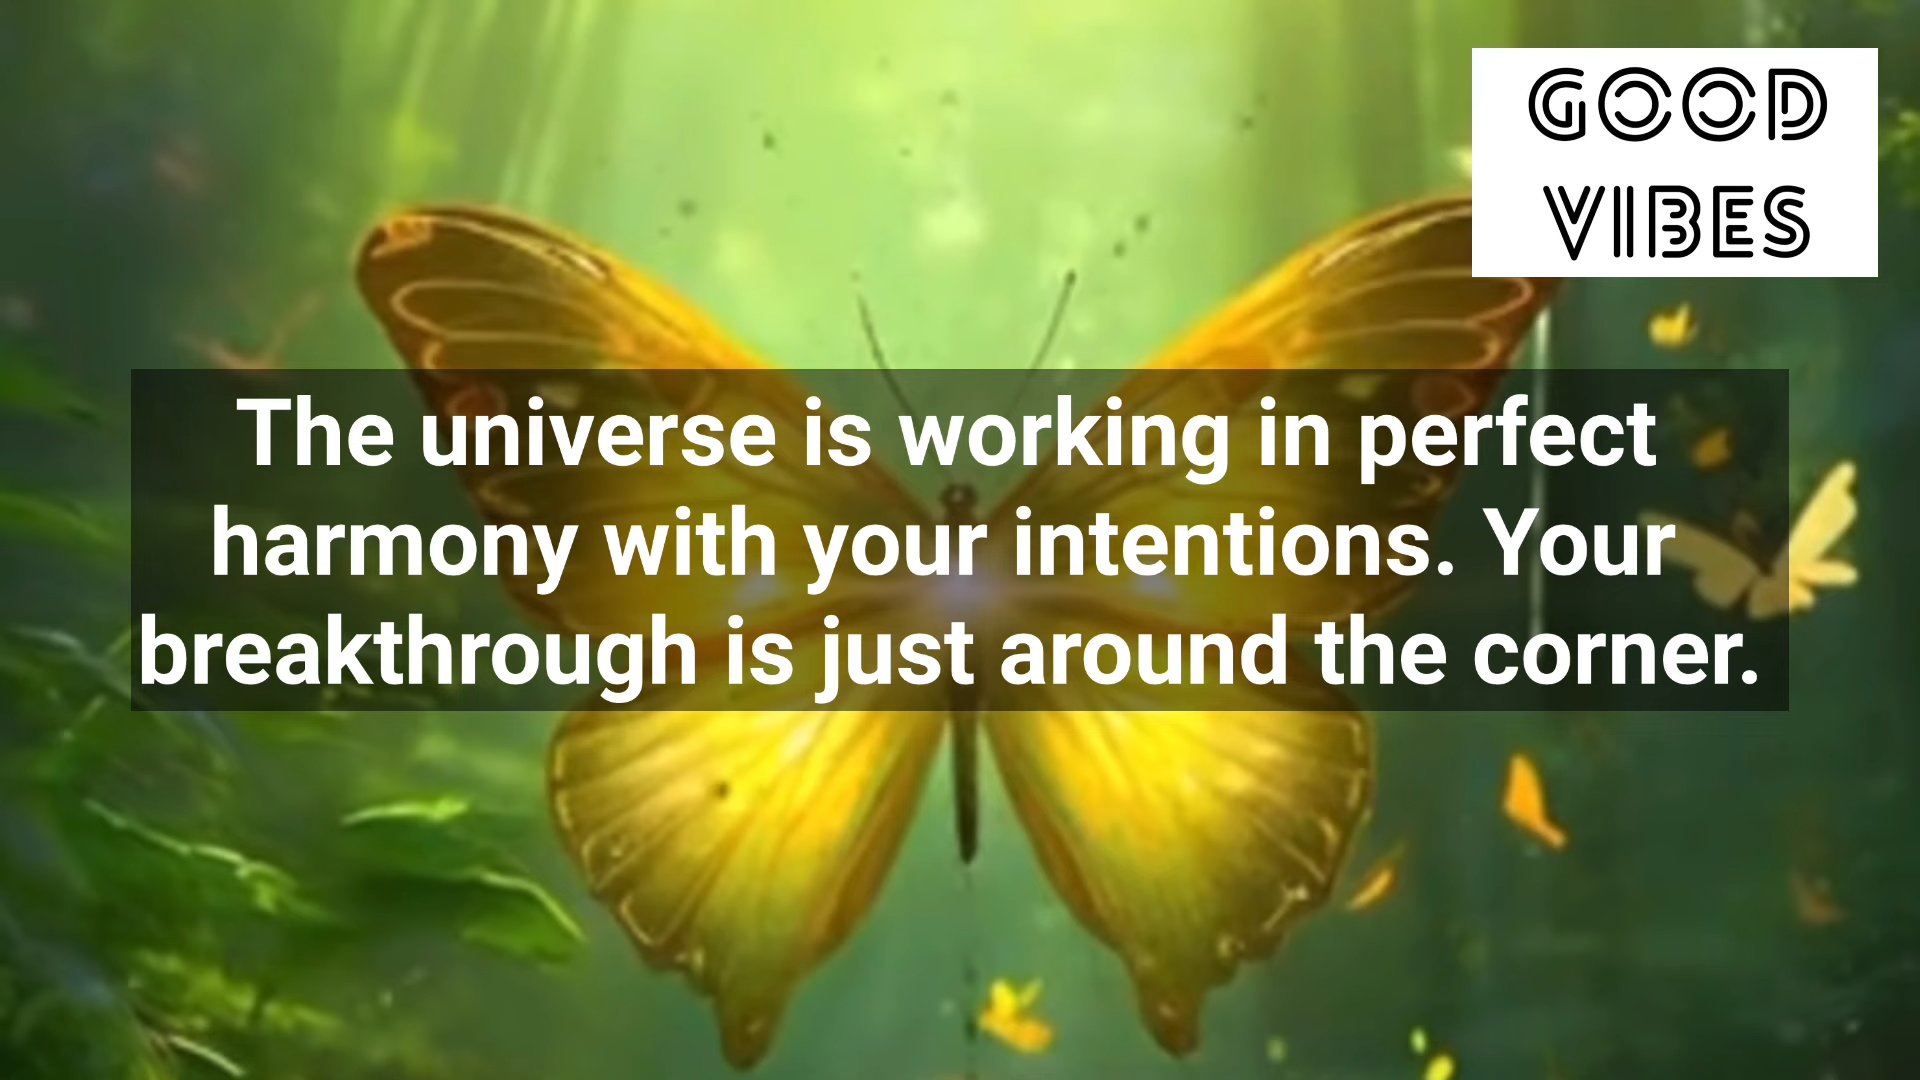 GOOD
VIBES
The universe is working in perfect
harmony with your intentions. Your
breakthrough is just around the corner.